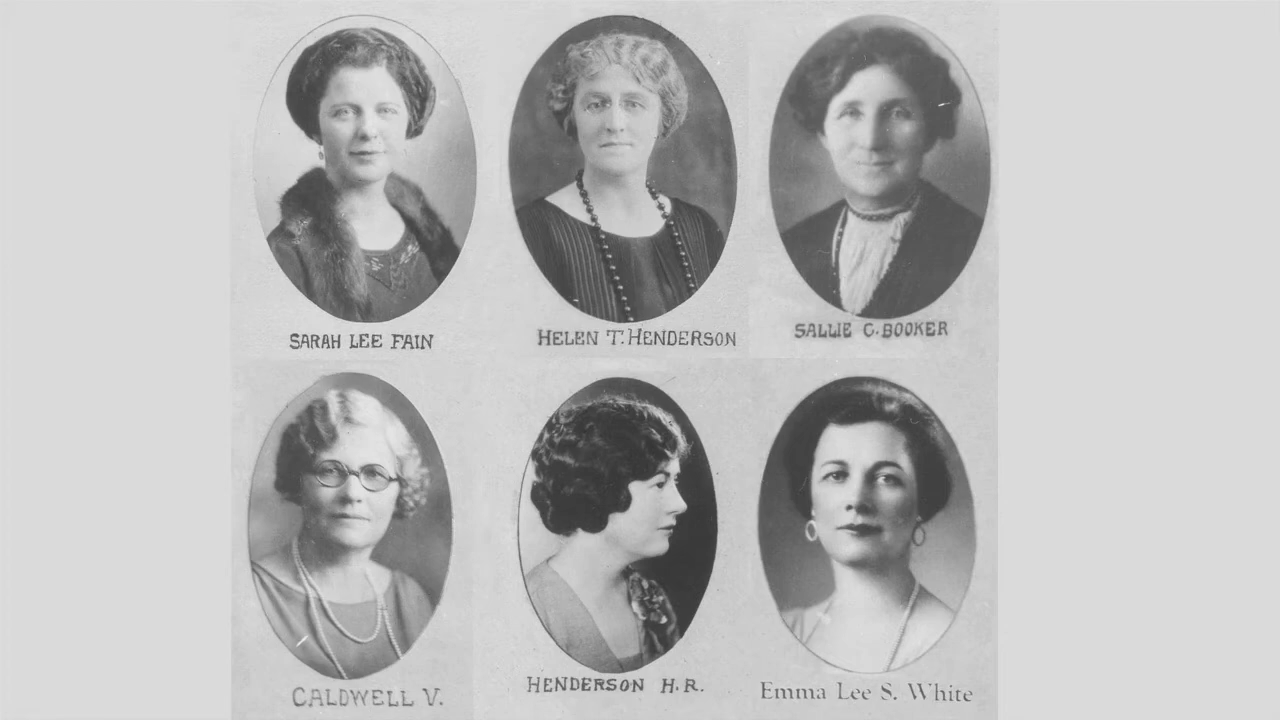 SARAH LEE FAIN
HELEN T. HENDERSON
SALLIE C. BOOKER
CALDWELL V.
HENDERSON H.R.
Emma Lee S. White